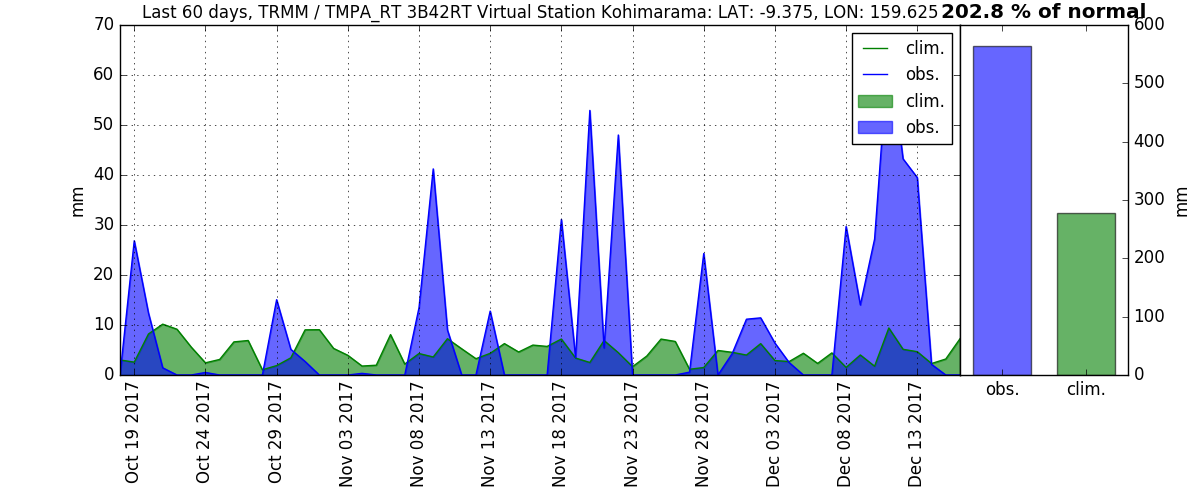 Last 60 days, TRMM / TMPA_RT 3B42RT Virtual Station Kohimarama: LAT: -9.375, LON: 159.625
202.8 % of normal
70
60
50
40
30
20
10
0
mm
clim.
obs.
clim.
obs.
Oct 19 2017
Oct 24 2017
Oct 29 2017
Nov 03 2017
Nov 08 2017
Nov 13 2017
Nov 18 2017
Nov 23 2017
Nov 28 2017
Dec 03 2017
Dec 08 2017
Dec 13 2017
600
500
400
300
200
100
0
mm
obs.
clim.